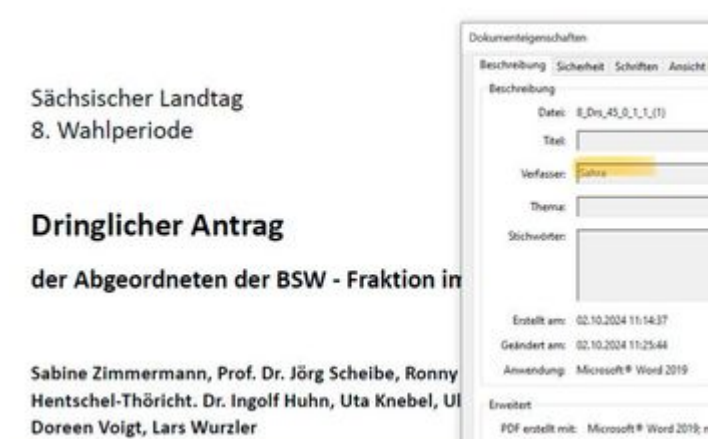 Sächsischer Landtag
8. Wahlperiode
Dringlicher Antrag
der Abgeordneten der BSW - Fraktion im
Sabine Zimmermann, Prof. Dr. Jörg Scheibe, Ronny
Hentschel-Thöricht. Dr. Ingolf Huhn, Uta Knebel, Ul
Doreen Voigt, Lars Wurzler
Dokumenteigenschaften
Beschreibung Sicherheit Schriften Ansicht
Beschreibung
Datei: 8_Drs_45_0_1_1_(1)
Titel:
Verfasser: Sahra
Thema:
Stichwörter:
Erstellt am: 02.10.2024 11:14:37
Geändert am: 02.10.2024 11:25:44
Anwendung: Microsoft® Word 2019
Erweitert
PDF erstellt mit: Microsoft® Word 2019;